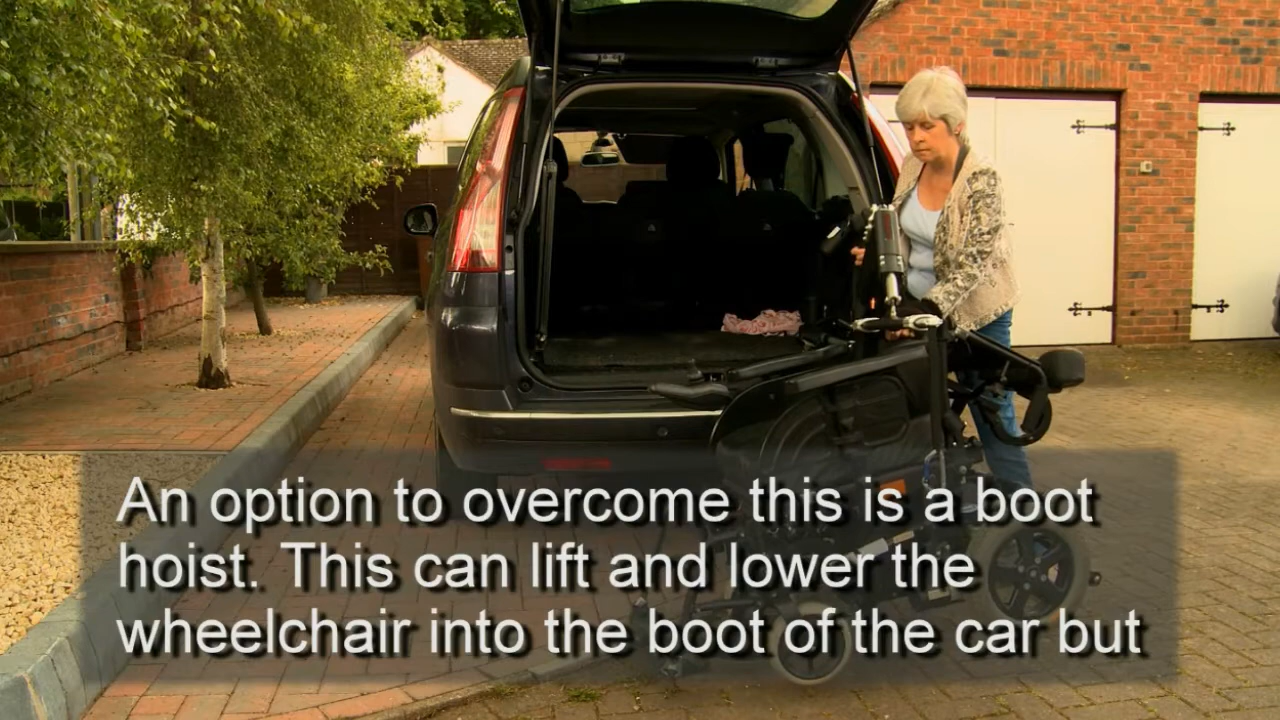 An option to overcome this is a boot
hoist. This can lift and lower the
wheelchair into the boot of the car but